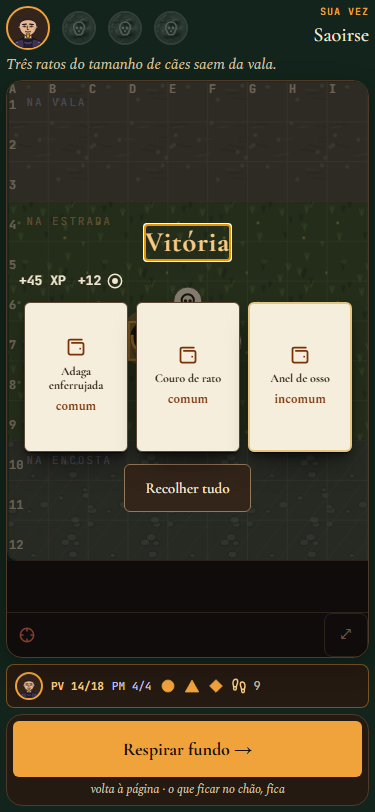 SUA VEZ
Saoirse
Três ratos do tamanho de cães saem da vala.
A B C D E F G H I
1 NA VALA
2
3
4 NA ESTRADA
Vitória
5
+45 XP +12
6
Adaga enferrujada
comum
Couro de rato
comum
Anel de osso
incomum
7
8
9
10 NA ENCOSTA
Recolher tudo
11
12
PV 14/18 PM 4/4 9
Respirar fundo →
volta à página · o que ficar no chão, fica